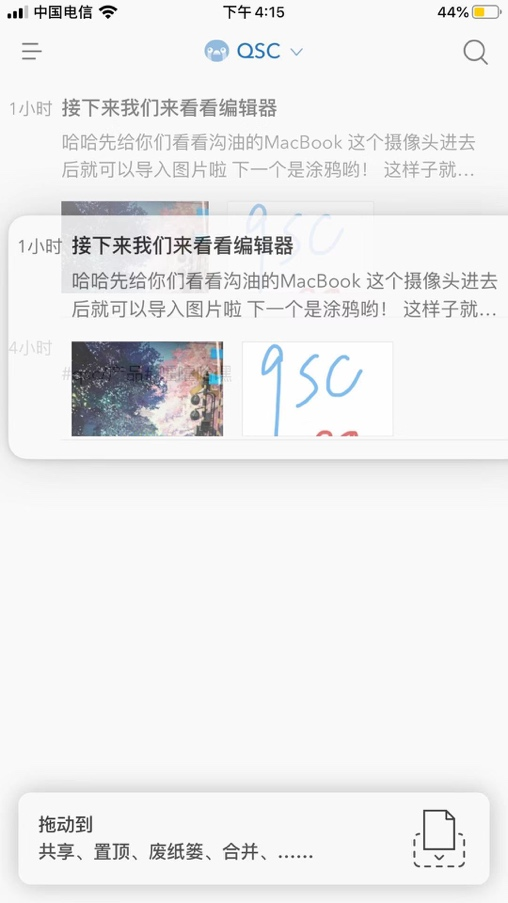 中国电信
下午4:15
44%
QSC
1小时
接下来我们来看看编辑器
哈哈先给你们看看沟油的MacBook 这个摄像头进去
后就可以导入图片啦 下一个是涂鸦哟! 这样子就...
qsc
1小时
接下来我们来看看编辑器
哈哈先给你们看看沟油的MacBook 这个摄像头进去
后就可以导入图片啦 下一个是涂鸦哟! 这样子就...
4小时
qsc
拖动到
共享、置顶、废纸篓、合并、……